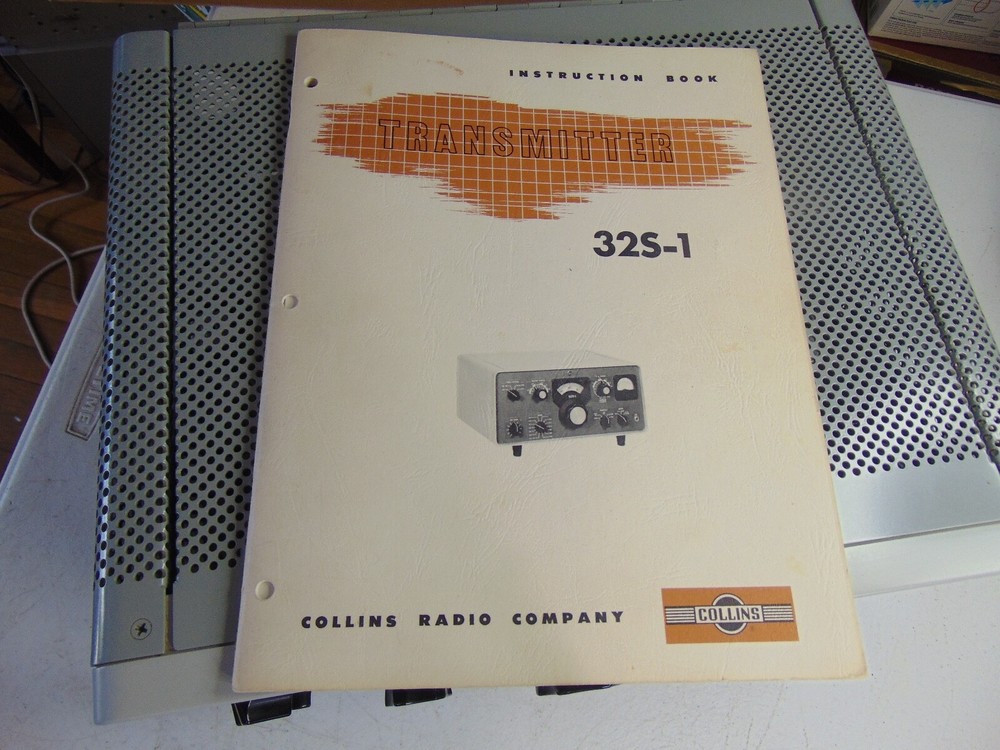 INSTRUCTION BOOK
TRANSMITTER
32S-1
COLLINS RADIO COMPANY
COLLINS